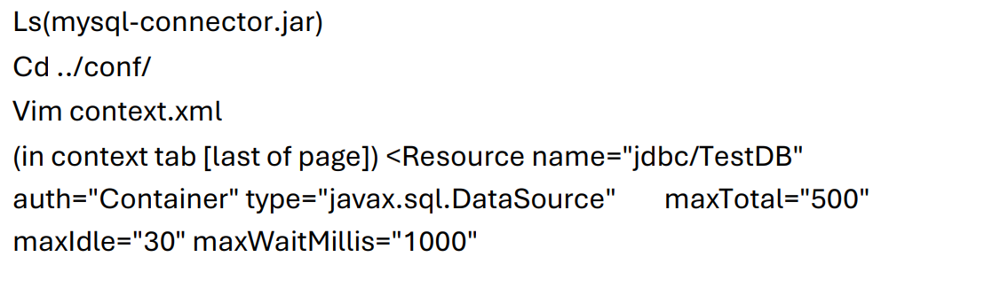 Ls(mysql-connector.jar)
Cd ../conf/
Vim context.xml
(in context tab [last of page]) <Resource name="jdbc/TestDB"
auth="Container" type="javax.sql.DataSource" maxTotal="500"
maxIdle="30" maxWaitMillis="1000"